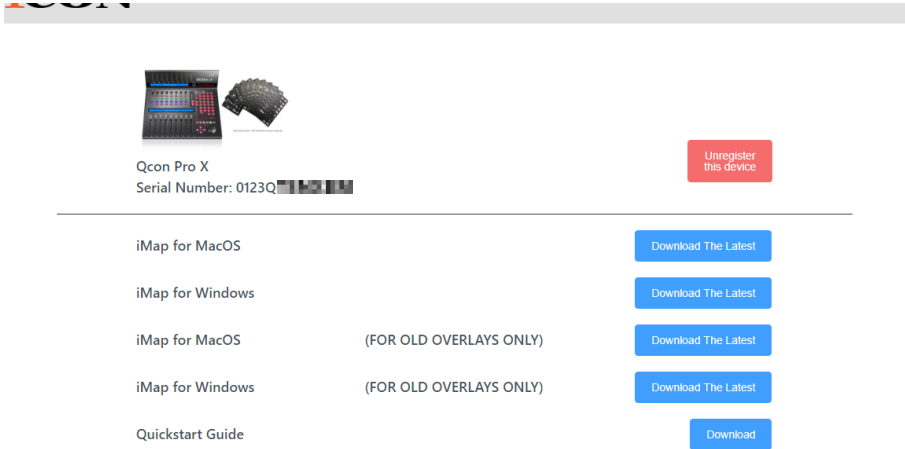 iCON
Qcon Pro X
Unregister
this device
Serial Number: 0123Q
iMap for MacOS
Download The Latest
iMap for Windows
Download The Latest
iMap for MacOS (FOR OLD OVERLAYS ONLY)
Download The Latest
iMap for Windows (FOR OLD OVERLAYS ONLY)
Download The Latest
Quickstart Guide
Download